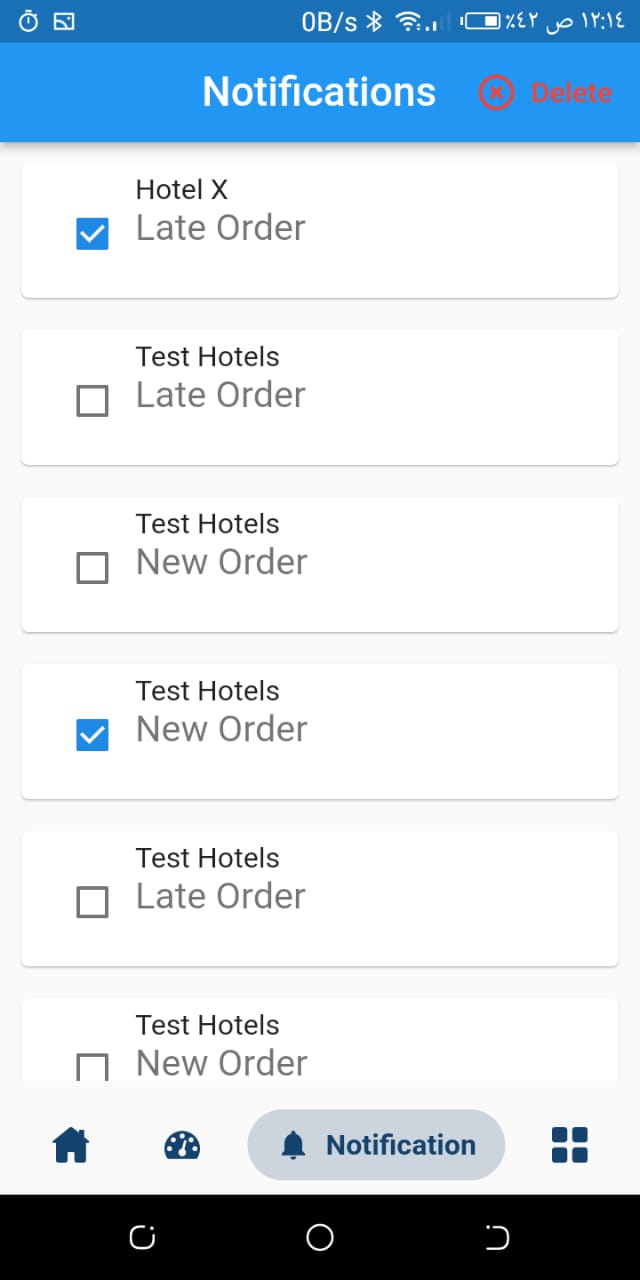 0B/s ٪٤٢ ص ١٢:١٤
Notifications
Delete
Hotel X
Late Order
Test Hotels
Late Order
Test Hotels
New Order
Test Hotels
New Order
Test Hotels
Late Order
Test Hotels
New Order
Notification